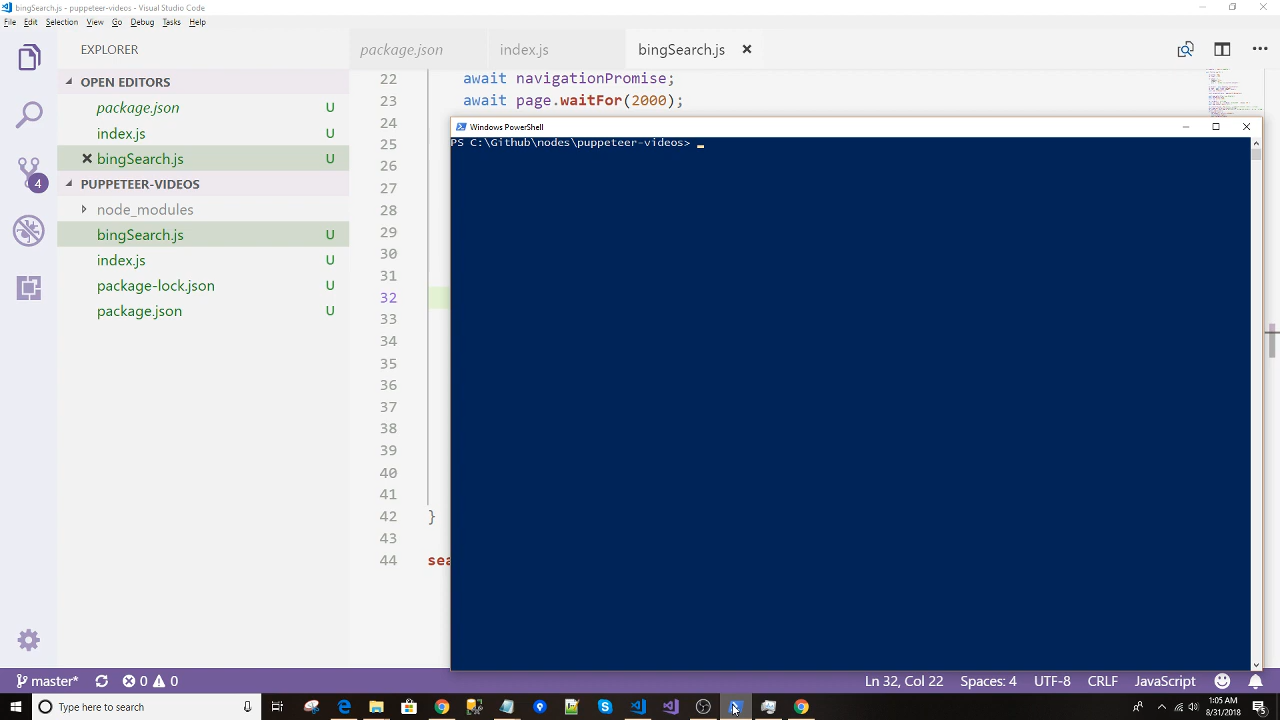 bingSearch.js - puppeteer-videos - Visual Studio Code
File Edit Selection View Go Debug Tasks Help
EXPLORER
OPEN EDITORS
package.json U
index.js U
bingSearch.js U
PUPPETEER-VIDEOS
node_modules
bingSearch.js U
index.js U
package-lock.json U
package.json U
4
package.json index.js bingSearch.js
22 await navigationPromise;
23 await page.waitFor(2000);
24
25
26
27
28
29
30
31
32
33
34
35
36
37
38
39
40
41
42 }
43
44 sea
Windows PowerShell
PS C:\Github\nodes\puppeteer-videos>
master* 0 0 Ln 32, Col 22 Spaces: 4 UTF-8 CRLF JavaScript
Type here to search
1:05 AM
8/31/2018